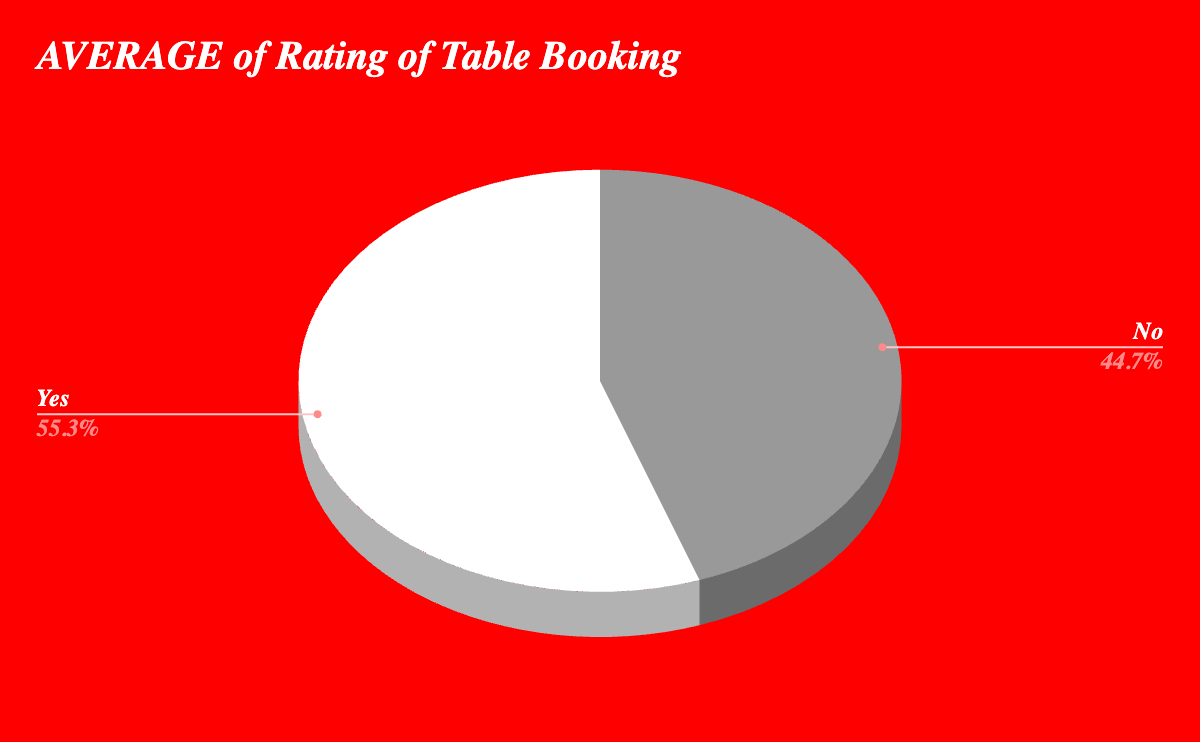 AVERAGE of Rating of Table Booking
No
44.7%
Yes
55.3%